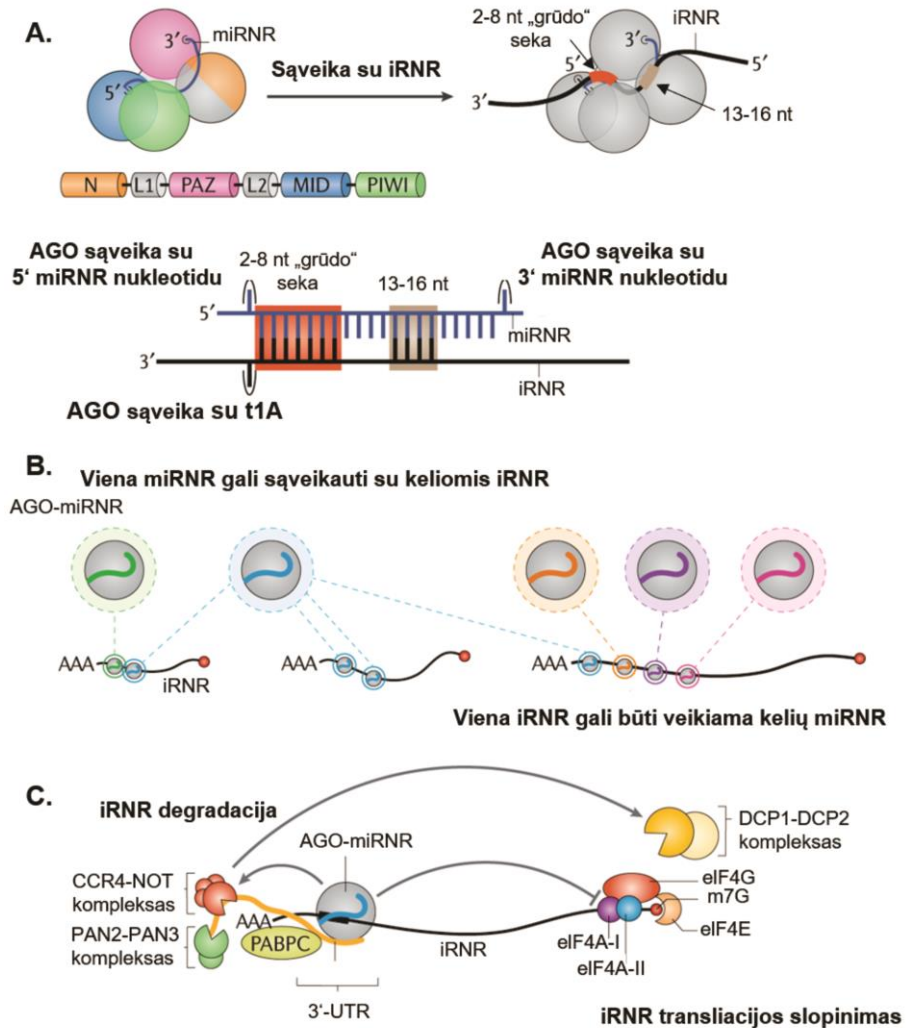 A.
3′
miRNR
5′
Sąveika su iRNR
2-8 nt „grūdo“
seka
iRNR
3′
5′
5′
3′
13-16 nt
N
L1
PAZ
L2
MID
PIWI
AGO sąveika su
5‘ miRNR nukleotidu
2-8 nt „grūdo“
seka
13-16 nt
AGO sąveika su
3‘ miRNR nukleotidu
5′
miRNR
3′
iRNR
AGO sąveika su t1A
B.
Viena miRNR gali sąveikauti su keliomis iRNR
AGO-miRNR
AAA
iRNR
AAA
AAA
Viena iRNR gali būti veikiama kelių miRNR
C.
iRNR degradacija
AGO-miRNR
DCP1-DCP2
kompleksas
CCR4-NOT
kompleksas
PAN2-PAN3
kompleksas
AAA
PABPC
iRNR
eIF4G
m7G
eIF4E
eIF4A-I
eIF4A-II
3‘-UTR
iRNR transliacijos slopinimas